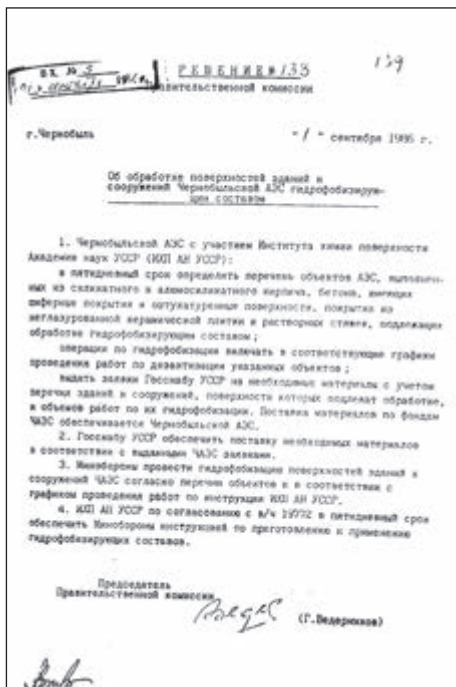 РЕШЕНИЕ № 133
139
Правительственной комиссии
г.Чернобыль
"1" сентября 1986 г.
Об обработке поверхностей зданий и
сооружений Чернобыльской АЭС гидрофобизирую-
щим составом
1. Чернобыльской АЭС с участием Института химии поверхности
Академии наук УССР (ИХП АН УССР):
в пятидневный срок определить перечень объектов АЭС, выполнен-
ных из силикатного и алюмосиликатного кирпича, бетона, имеющих
шиферные покрытия и оштукатуренные поверхности, покрытия из
неглазурованной керамической плитки и растворных стяжек, подлежащих
обработке гидрофобизирующим составом;
операции по гидрофобизации включать в соответствующие графики
проведения работ по дезактивации указанных объектов;
выдать заявки Госснабу УССР на необходимые материалы с учетом
перечня зданий и сооружений, поверхности которых подлежат обработке,
и объемов работ по их гидрофобизации. Поставка материалов по фондам
ЧАЭС обеспечивается Чернобыльской АЭС.
2. Госснабу УССР обеспечить поставку необходимых материалов
в соответствии с выданными ЧАЭС заявками.
3. Минобороны провести гидрофобизацию поверхностей зданий и
сооружений ЧАЭС согласно перечня объектов и в соответствии с
графиком проведения работ по инструкции ИХП АН УССР.
4. ИХП АН УССР по согласованию с в/ч 19772 в пятидневный срок
обеспечить Минобороны инструкцией по приготовлению и применению
гидрофобизирующих составов.
Председатель
Правительственной комиссии
(Г.Ведерников)